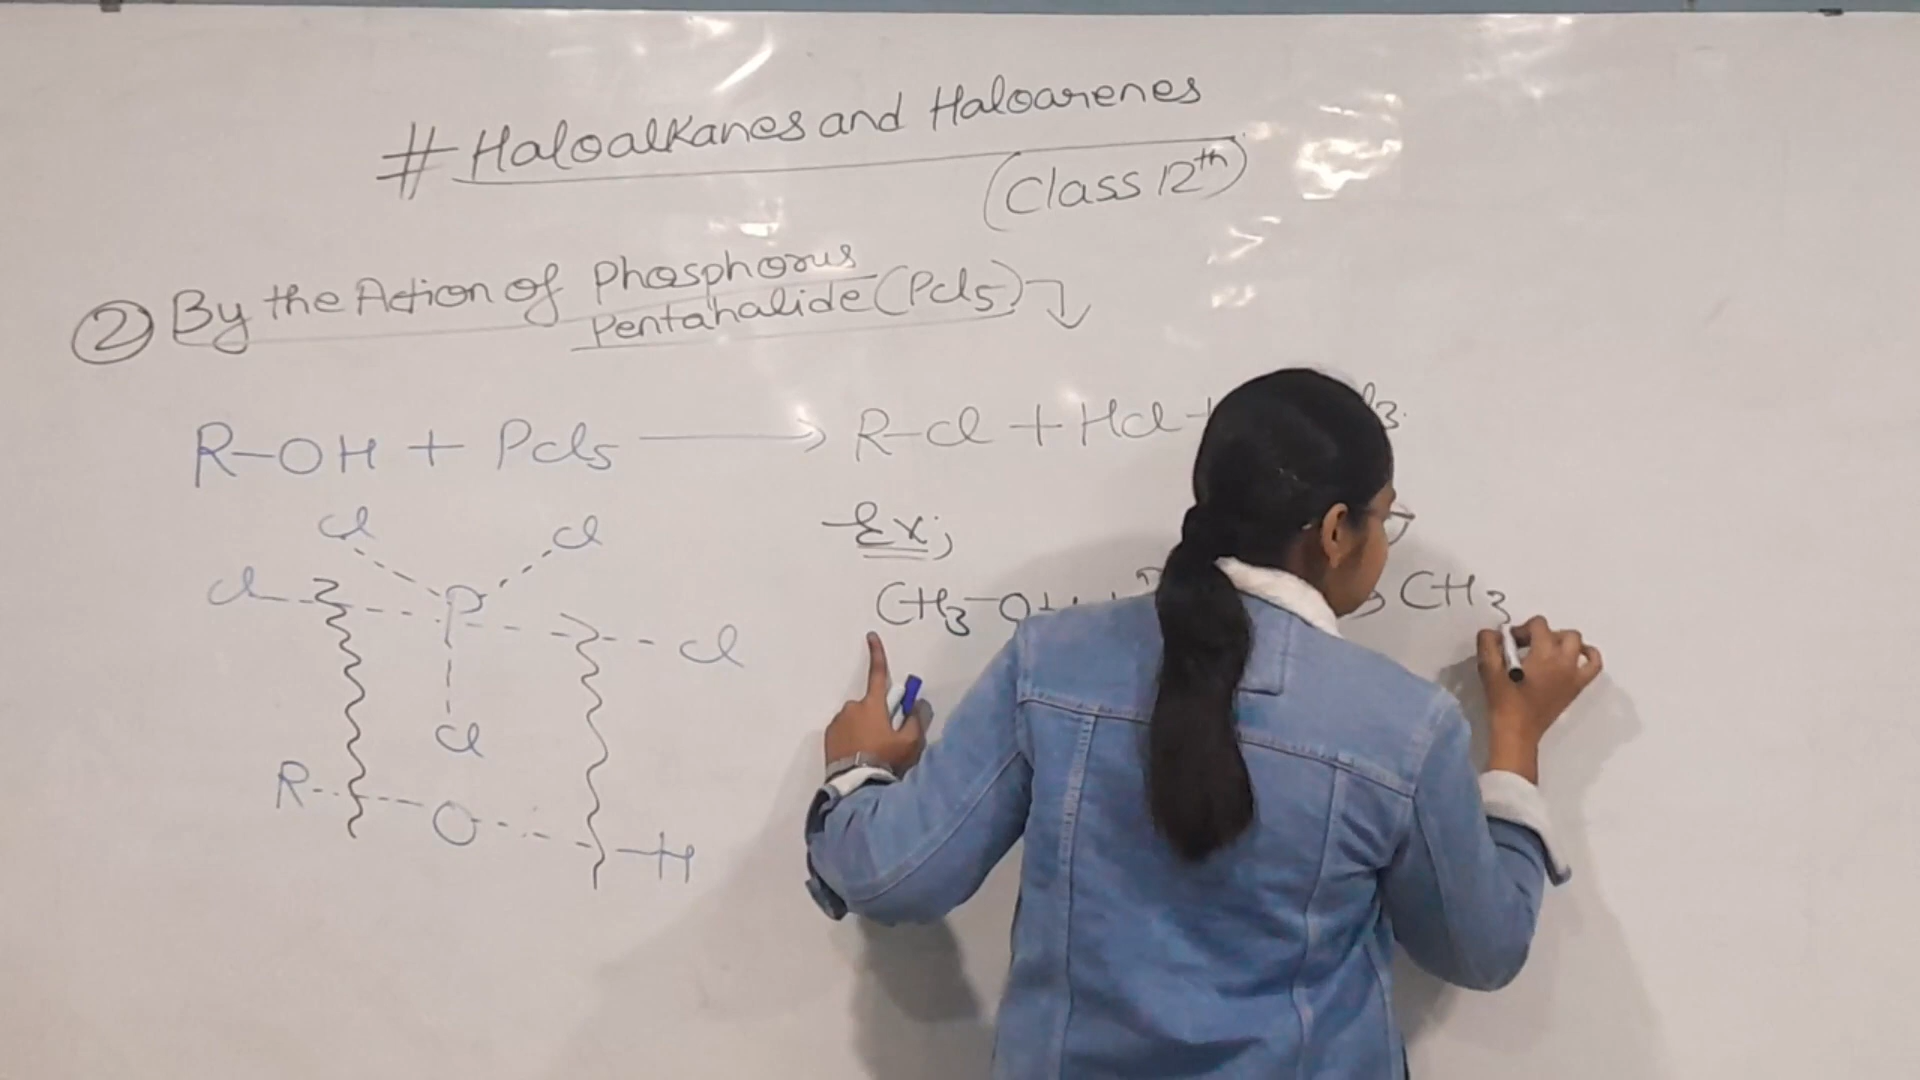 # Haloalkanes and Haloarenes
(Class 12th)
② By the Action of Phosphorus
Pentahalide (Pcl5)
R-OH + Pcl5 → R-cl + Hcl +
Ex;
cl cl
cl P cl
cl
R O H
CH3-O
CH3